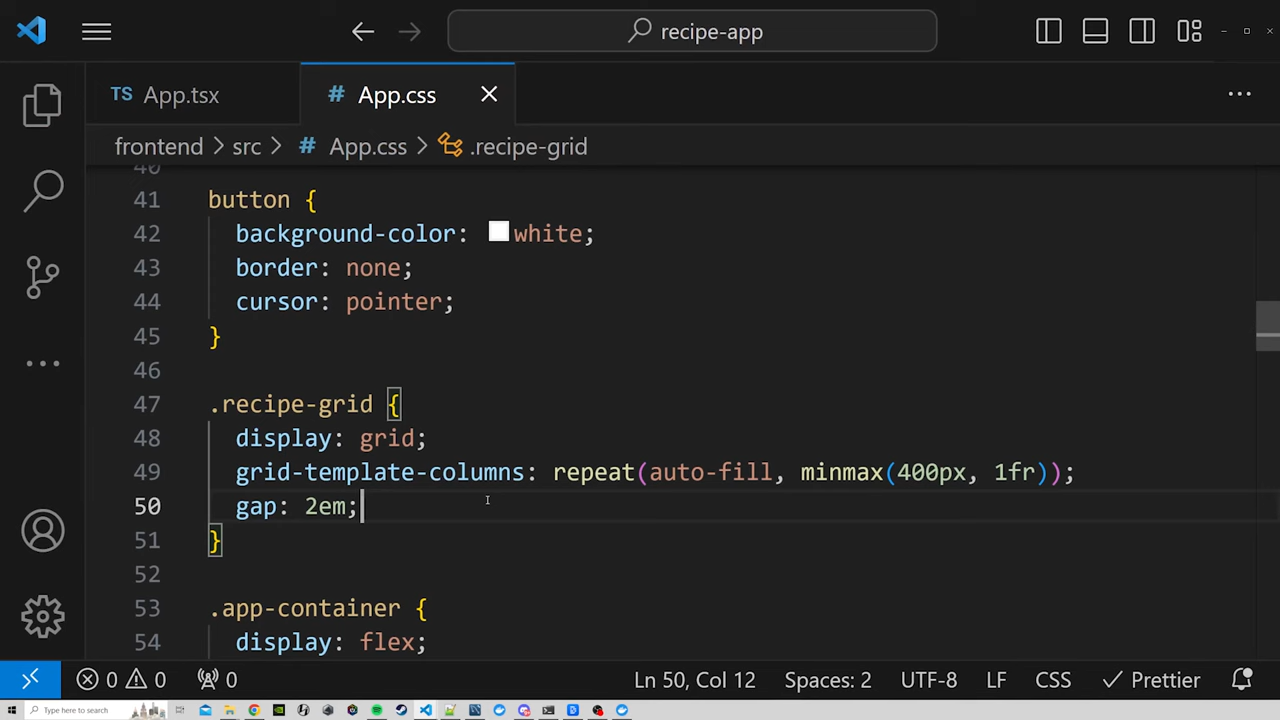 recipe-app
TS App.tsx
# App.css
frontend > src > # App.css > .recipe-grid
40
41 button {
42 background-color: white;
43 border: none;
44 cursor: pointer;
45 }
46
47 .recipe-grid {
48 display: grid;
49 grid-template-columns: repeat(auto-fill, minmax(400px, 1fr));
50 gap: 2em;
51 }
52
53 .app-container {
54 display: flex;
0 0 0 Ln 50, Col 12 Spaces: 2 UTF-8 LF CSS Prettier
Type here to search